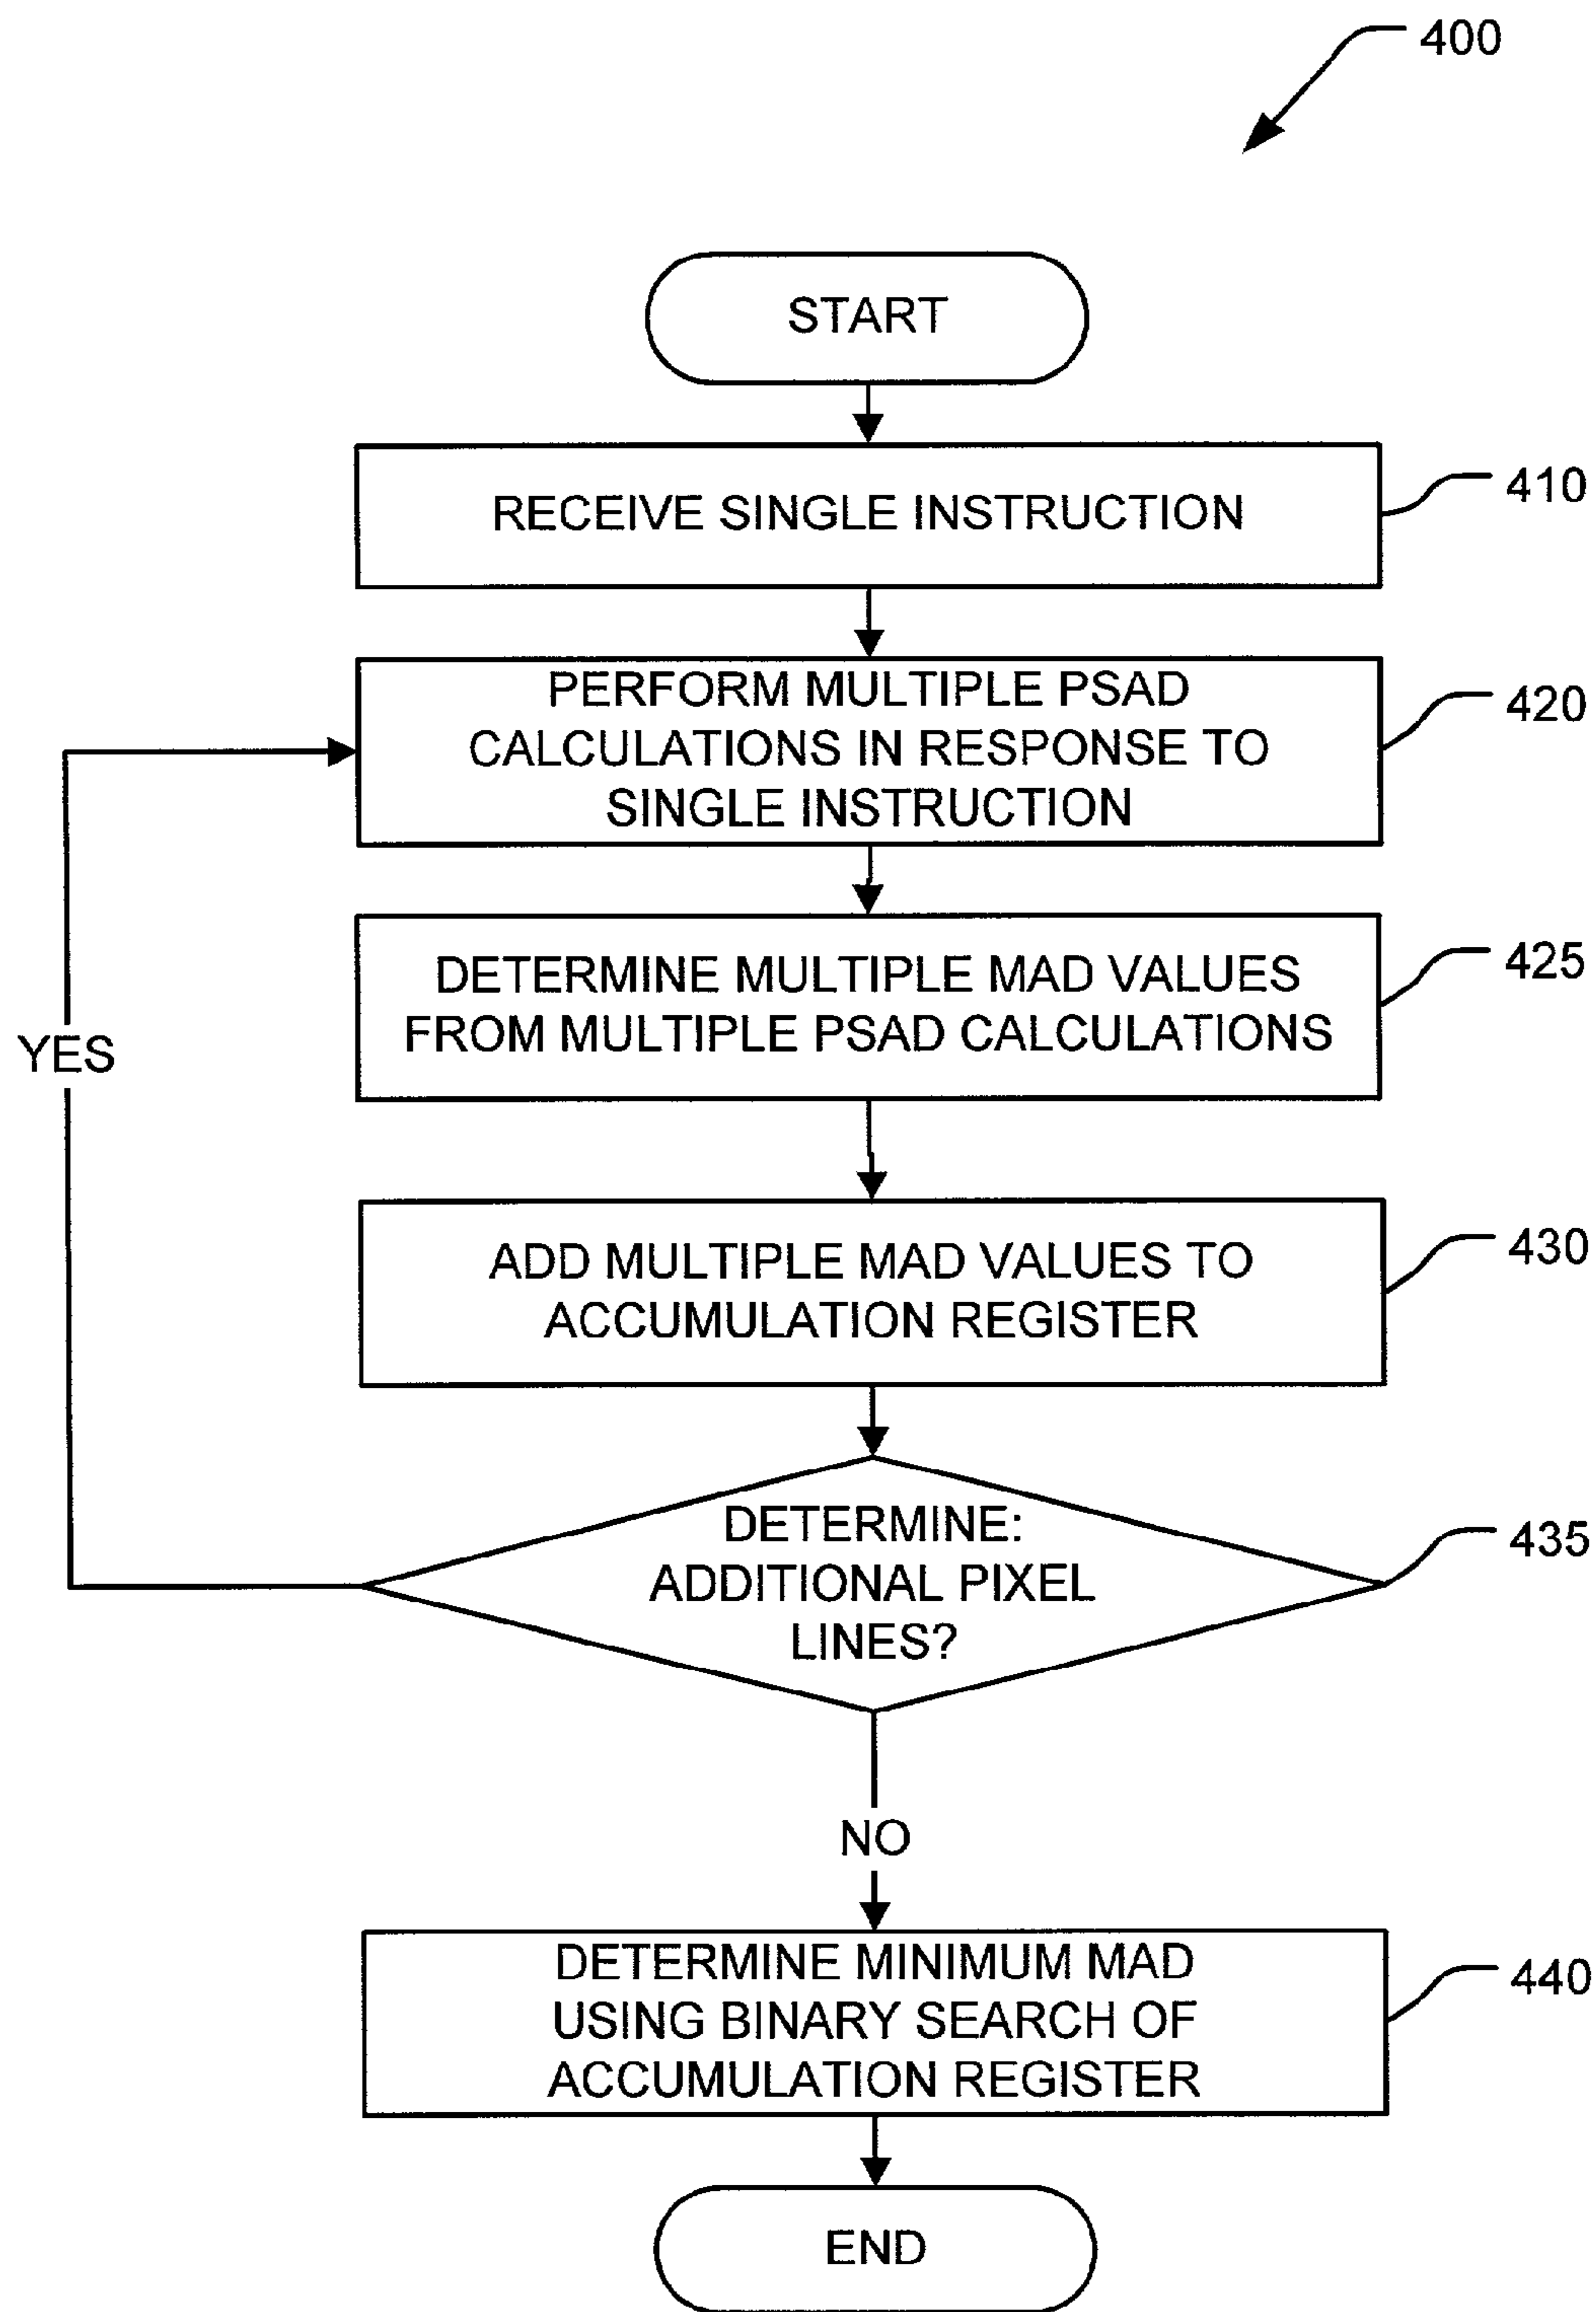 400
START
RECEIVE SINGLE INSTRUCTION
410
PERFORM MULTIPLE PSAD
CALCULATIONS IN RESPONSE TO
SINGLE INSTRUCTION
420
DETERMINE MULTIPLE MAD VALUES
FROM MULTIPLE PSAD CALCULATIONS
425
YES
ADD MULTIPLE MAD VALUES TO
ACCUMULATION REGISTER
430
DETERMINE:
ADDITIONAL PIXEL
LINES?
435
NO
DETERMINE MINIMUM MAD
USING BINARY SEARCH OF
ACCUMULATION REGISTER
440
END